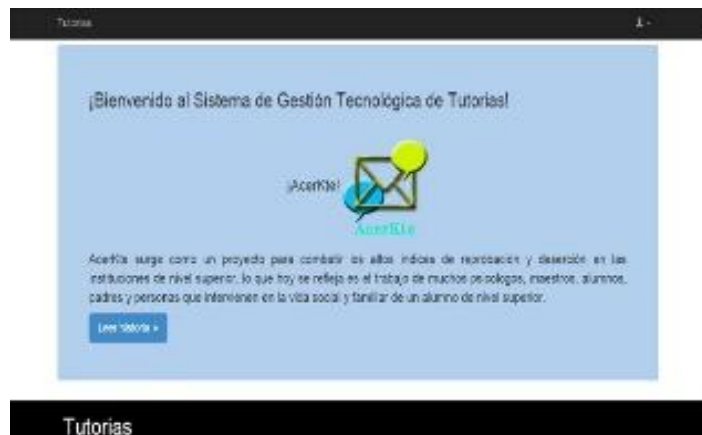 Tutorias
¡Bienvenido al Sistema de Gestión Tecnológica de Tutorias!
¡AcerKte!
AcerKte
AcerKte surge como un proyecto para combatir los altos indices de reprobación y deserción en las
instituciones de nivel superior, lo que hoy se refleja es el trabajo de muchos psicologos, maestros, alumnos,
padres y personas que intervienen en la vida social y familiar de un alumno de nivel superior.
Leer historia »
Tutorias